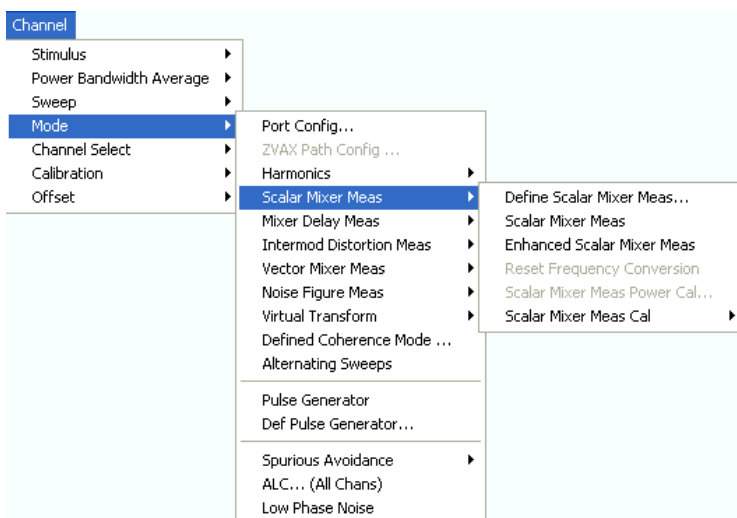 Channel
Stimulus
Power Bandwidth Average
Sweep
Mode
Channel Select
Calibration
Offset
Port Config...
ZVAX Path Config ...
Harmonics
Scalar Mixer Meas
Mixer Delay Meas
Intermod Distortion Meas
Vector Mixer Meas
Noise Figure Meas
Virtual Transform
Defined Coherence Mode ...
Alternating Sweeps
Pulse Generator
Def Pulse Generator...
Spurious Avoidance
ALC... (All Chans)
Low Phase Noise
Define Scalar Mixer Meas...
Scalar Mixer Meas
Enhanced Scalar Mixer Meas
Reset Frequency Conversion
Scalar Mixer Meas Power Cal...
Scalar Mixer Meas Cal